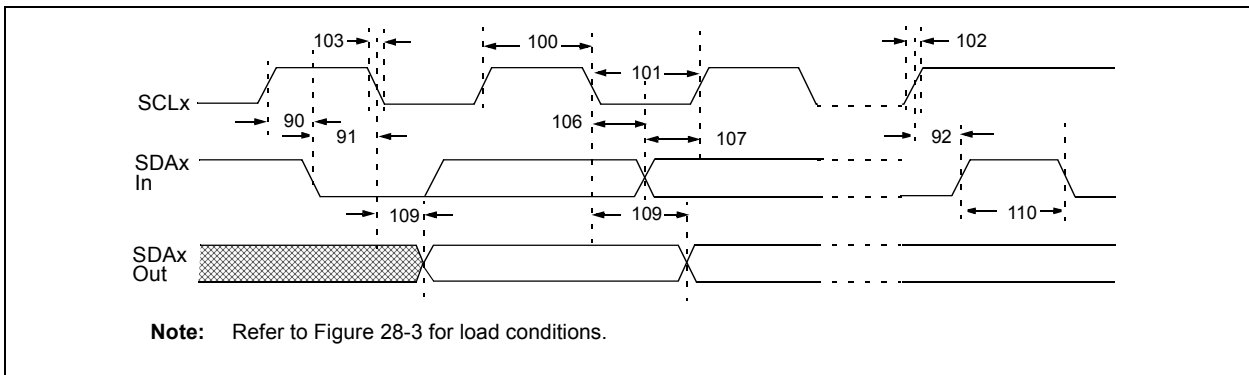 103
100
102
101
SCLx
90
91
106
107
92
SDAx
In
109
109
110
SDAx
Out
Note: Refer to Figure 28-3 for load conditions.